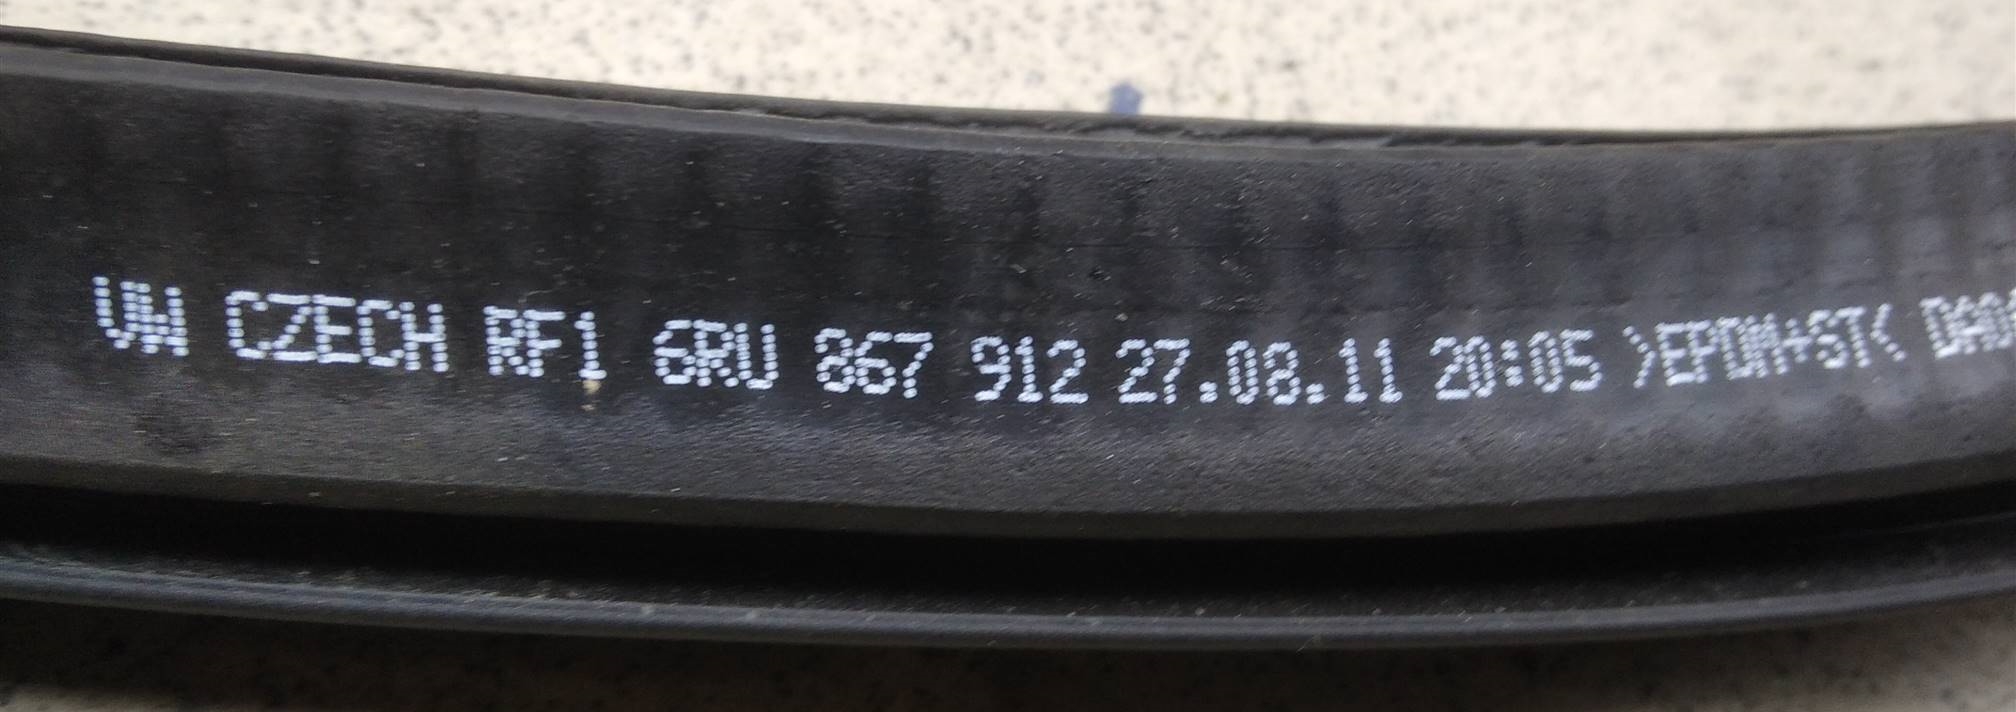 VW CZECH RF1 6RU 867 912 27.08.11 20:05 >EPDM+ST<